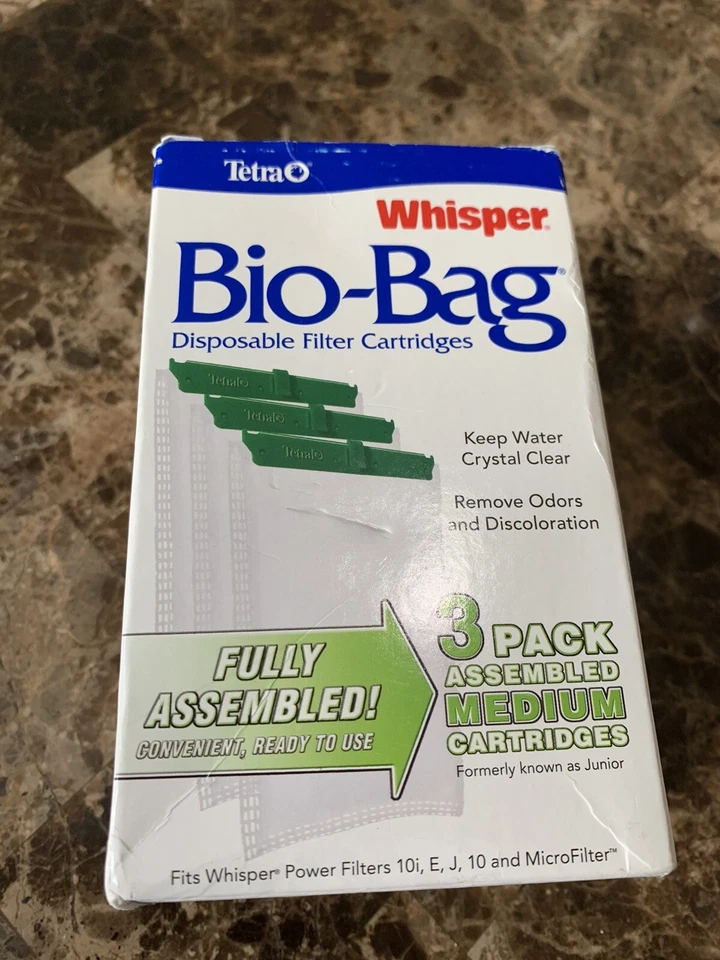 Tetra
Whisper®
Bio-Bag®
Disposable Filter Cartridges
Tetra
Tetra
Tetra
Keep Water
Crystal Clear
Remove Odors
and Discoloration
FULLY
ASSEMBLED!
CONVENIENT, READY TO USE
3 PACK
ASSEMBLED
MEDIUM
CARTRIDGES
Formerly known as Junior
Fits Whisper® Power Filters 10i, E, J, 10 and MicroFilter™